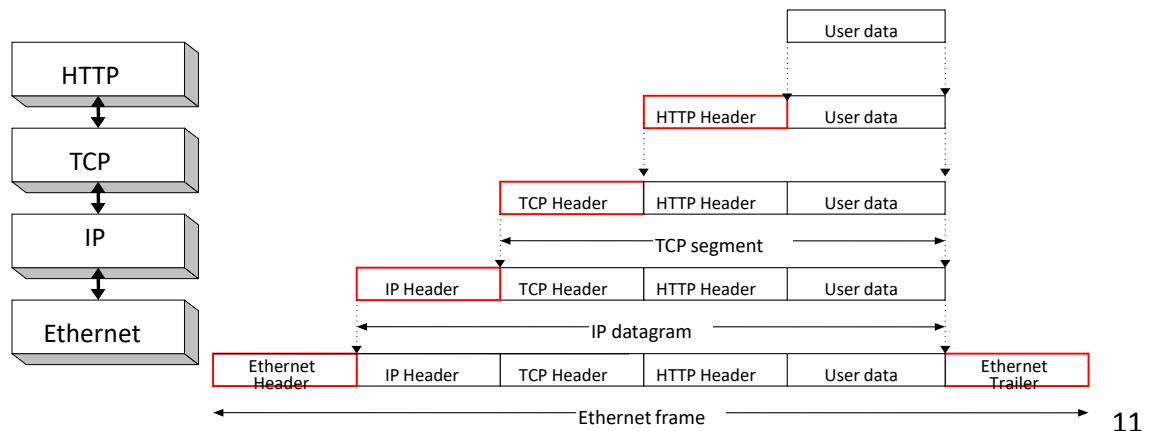 HTTP
TCP
IP
Ethernet
User data
HTTP Header
User data
TCP Header
HTTP Header
User data
TCP segment
IP Header
TCP Header
HTTP Header
User data
IP datagram
Ethernet
Header
IP Header
TCP Header
HTTP Header
User data
Ethernet
Trailer
Ethernet frame
11